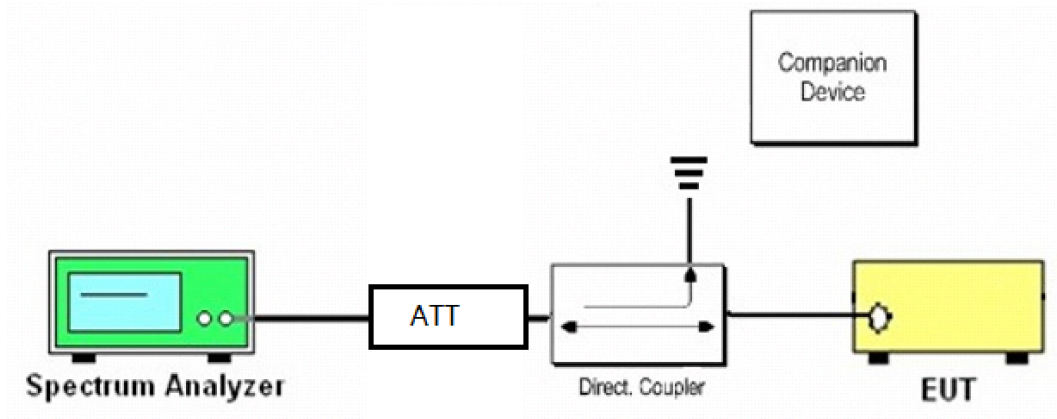 Companion
Device
ATT
Spectrum Analyzer
Direct. Coupler
EUT